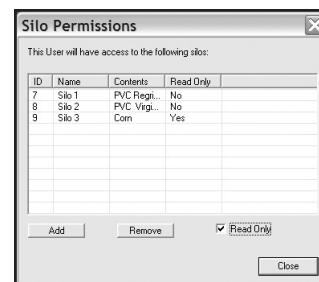 Silo Permissions
This User will have access to the following silos:
ID Name Contents Read Only
7 Silo 1 PVC Regri... No
8 Silo 2 PVC Virgi... No
9 Silo 3 Corn Yes
Add Remove Read Only
Close